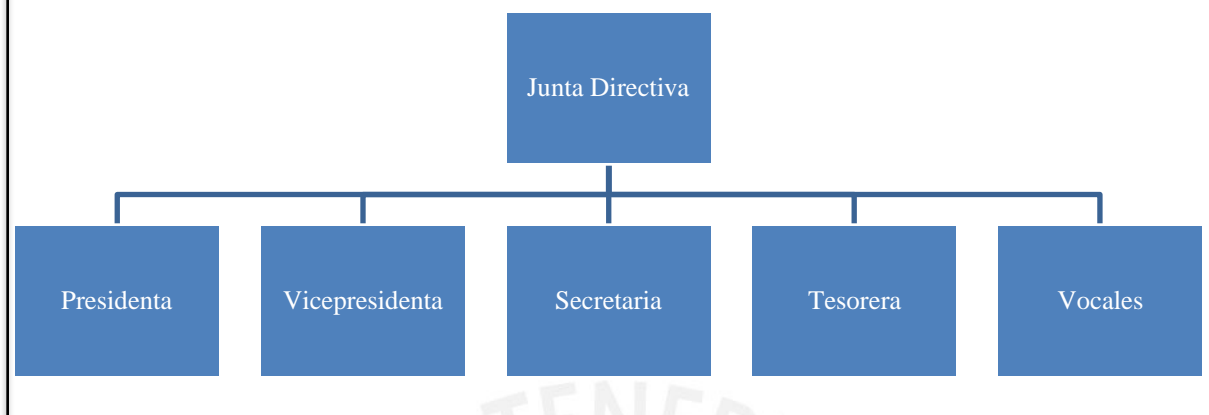 Junta Directiva
Presidenta
Vicepresidenta
Secretaria
Tesorera
Vocales